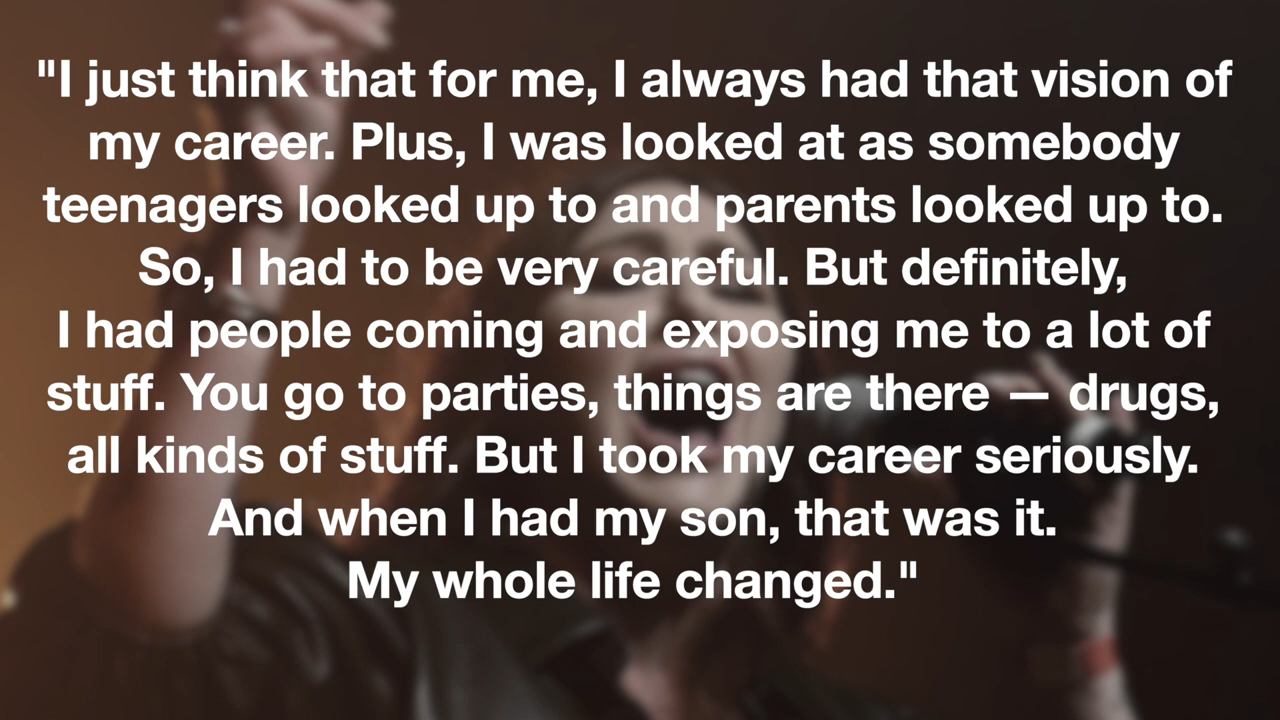 "I just think that for me, I always had that vision of
my career. Plus, I was looked at as somebody
teenagers looked up to and parents looked up to.
So, I had to be very careful. But definitely,
I had people coming and exposing me to a lot of
stuff. You go to parties, things are there — drugs,
all kinds of stuff. But I took my career seriously.
And when I had my son, that was it.
My whole life changed."